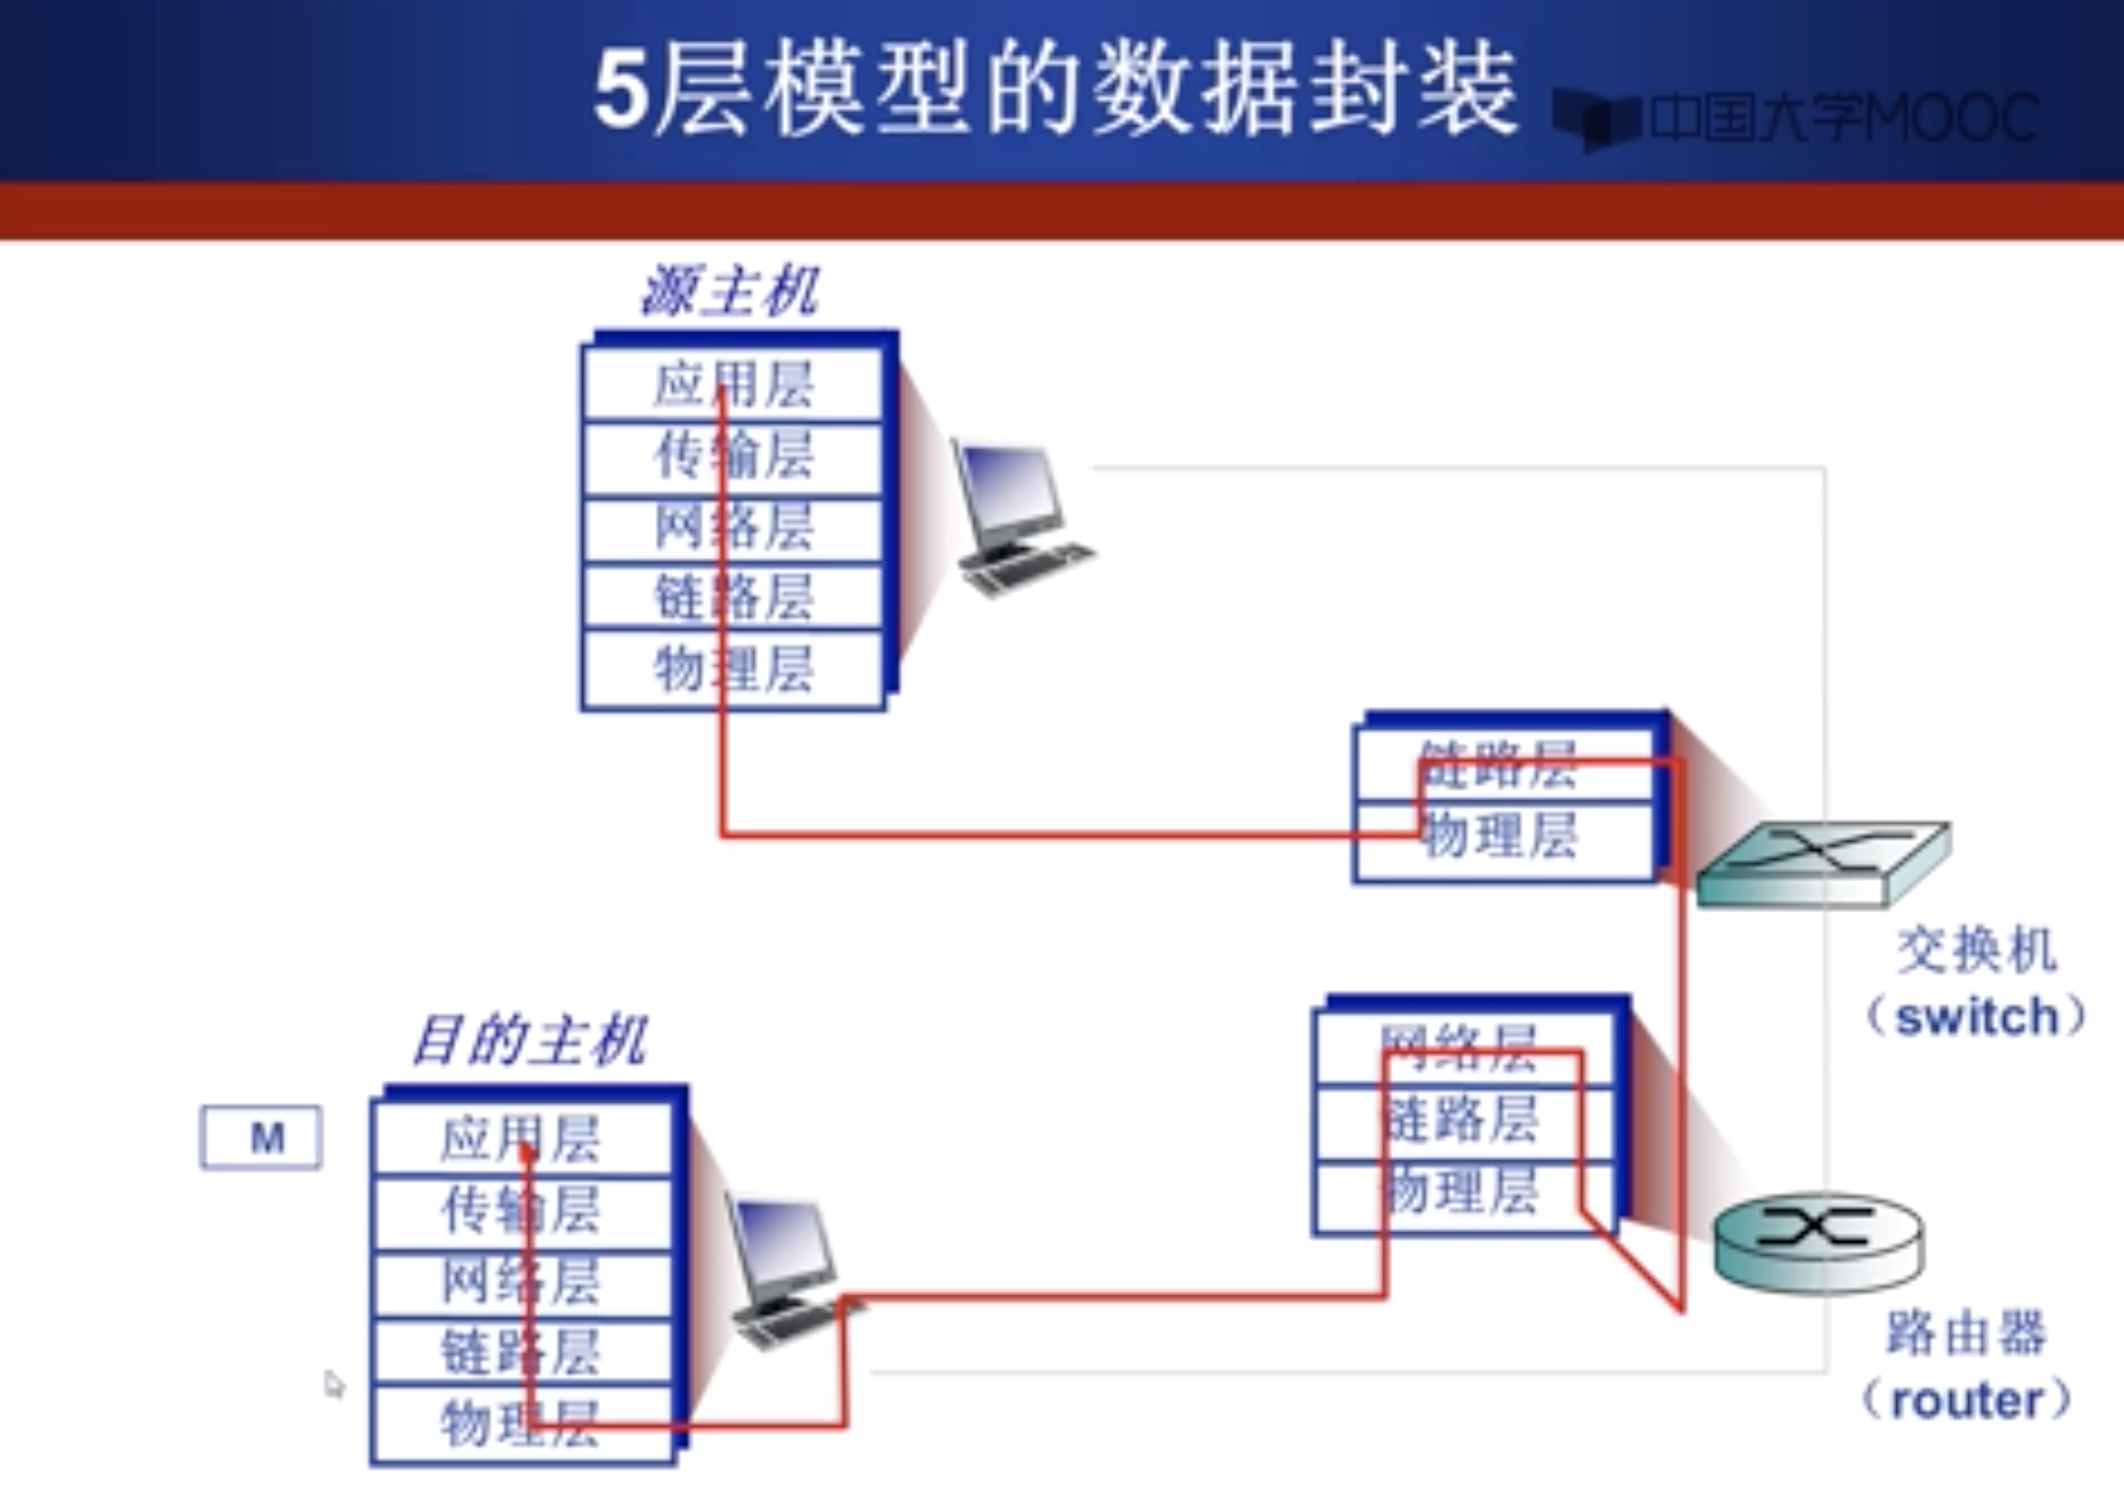 5层模型的数据封装
中国大学MOOC
源主机
应用层
传输层
网络层
链路层
物理层
链路层
物理层
交换机
（switch）
网络层
链路层
物理层
路由器
（router）
目的主机
M
应用层
传输层
网络层
链路层
物理层